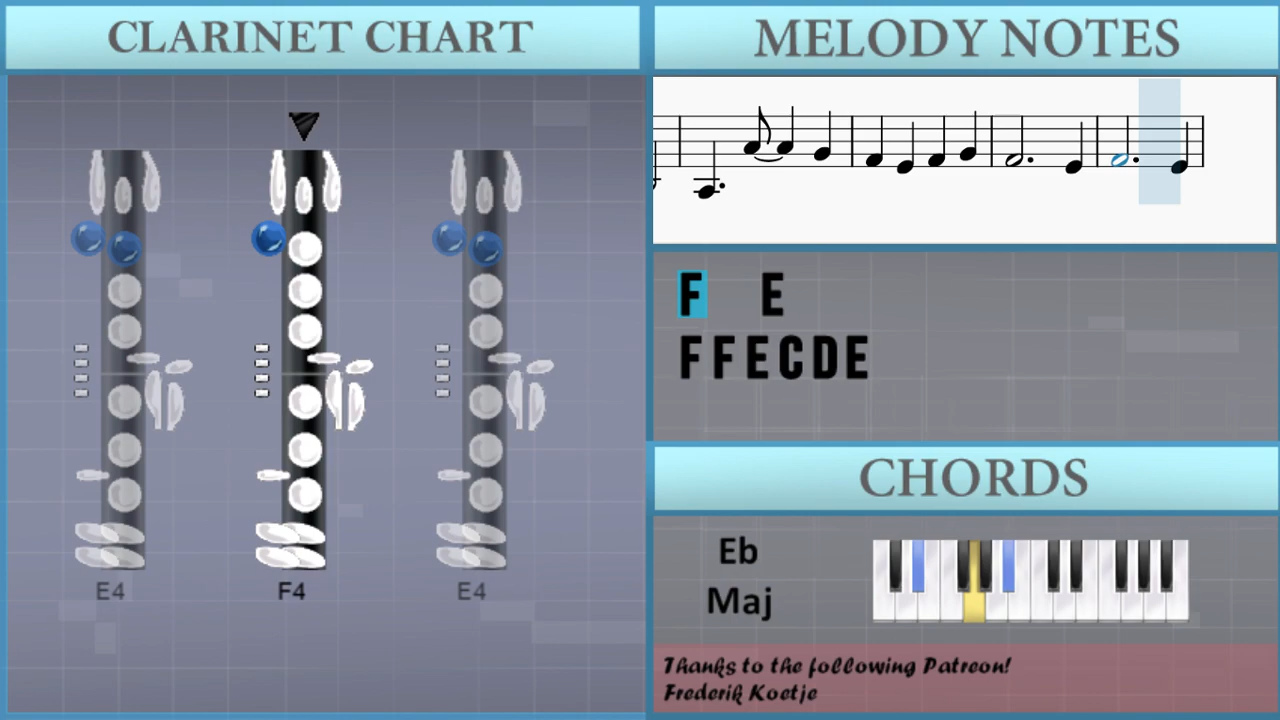 CLARINET CHART
E4
F4
E4
MELODY NOTES
F E
FFECDE
CHORDS
Eb
Maj
Thanks to the following Patreon!
Frederik Koetje